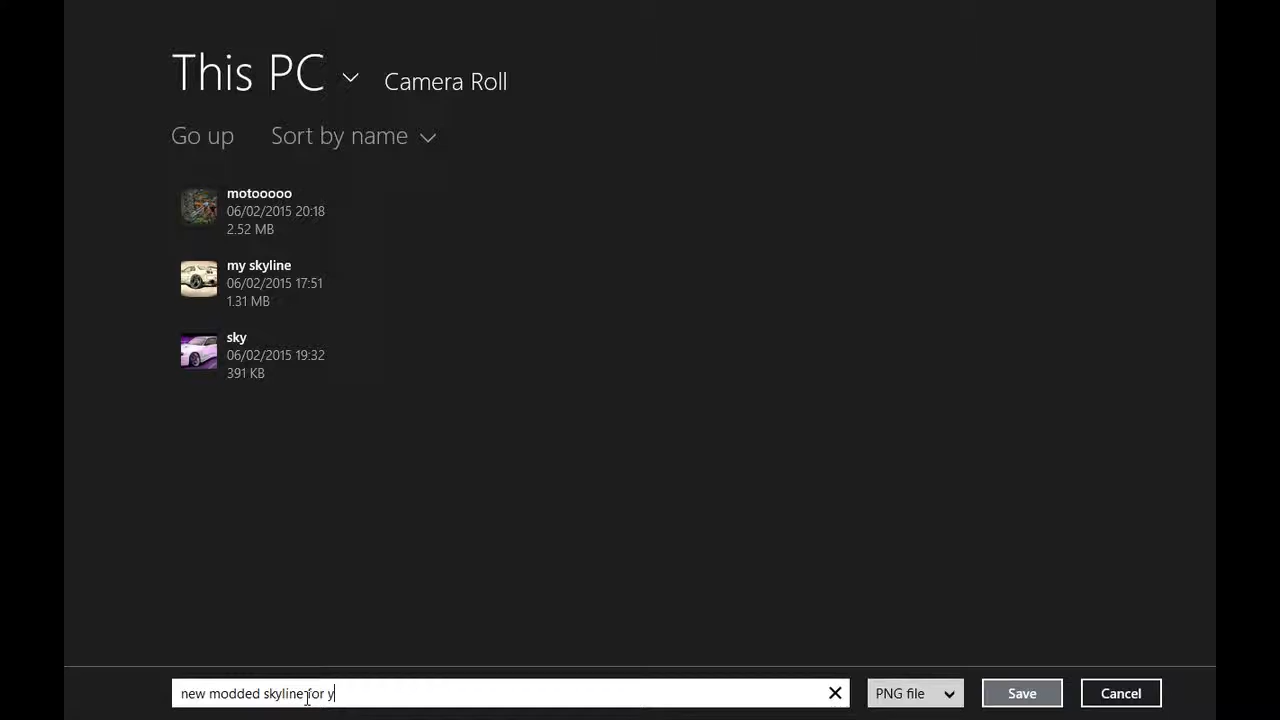 This PC Camera Roll
Go up Sort by name
motooooo
06/02/2015 20:18
2.52 MB
my skyline
06/02/2015 17:51
1.31 MB
sky
06/02/2015 19:32
391 KB
new modded skyline for y PNG file Save Cancel